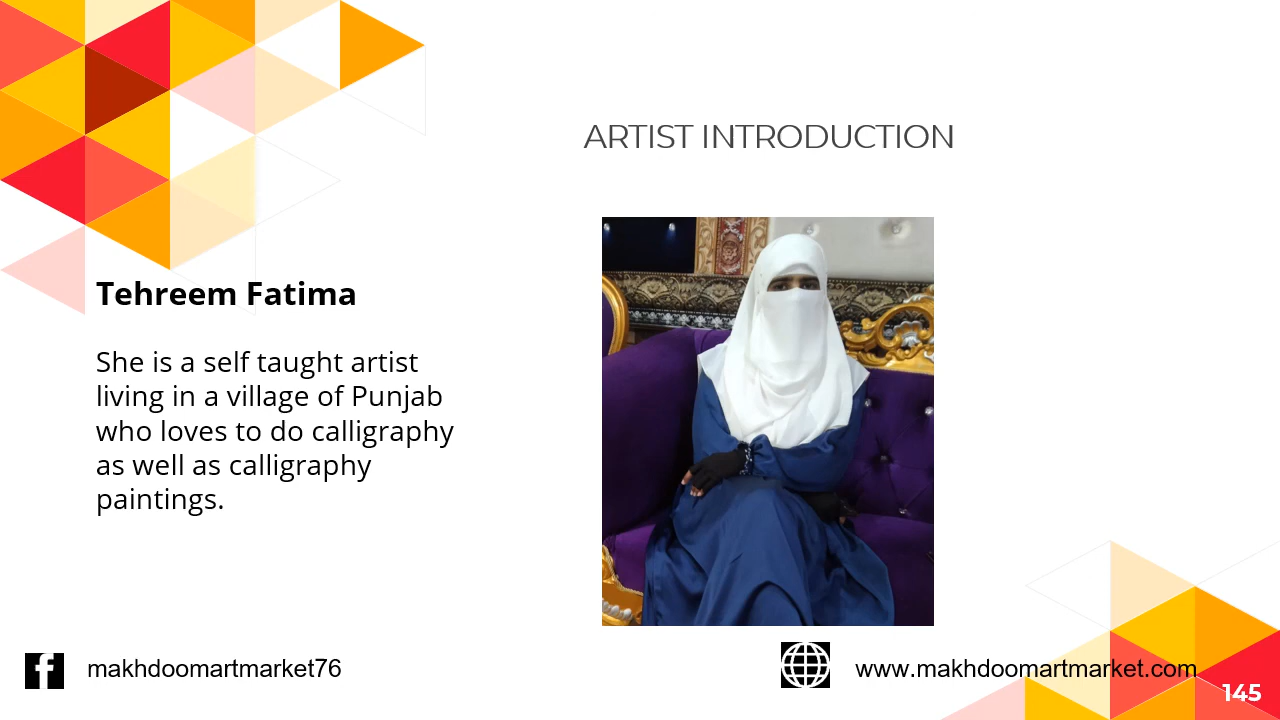 ARTIST INTRODUCTION
Tehreem Fatima
She is a self taught artist
living in a village of Punjab
who loves to do calligraphy
as well as calligraphy
paintings.
makhdoomartmarket76
www.makhdoomartmarket.com
145